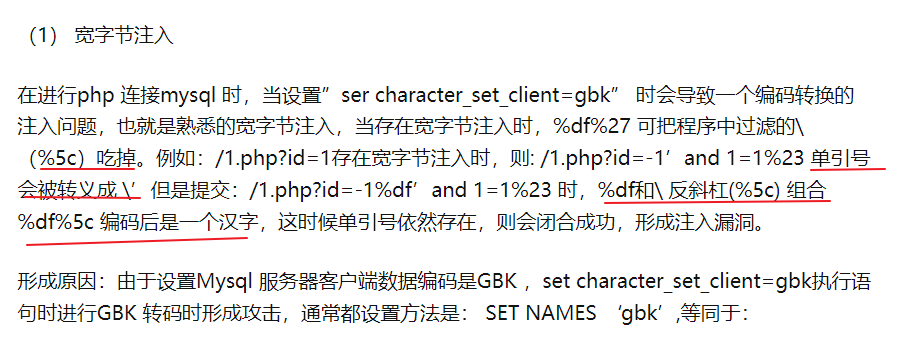 （1） 宽字节注入
在进行php 连接mysql 时，当设置”ser character_set_client=gbk” 时会导致一个编码转换的
注入问题，也就是熟悉的宽字节注入，当存在宽字节注入时，%df%27 可把程序中过滤的\
（%5c）吃掉。例如：/1.php?id=1存在宽字节注入时，则: /1.php?id=-1’and 1=1%23 单引号
会被转义成 \’但是提交：/1.php?id=-1%df’and 1=1%23 时，%df和\ 反斜杠(%5c) 组合
%df%5c 编码后是一个汉字，这时候单引号依然存在，则会闭合成功，形成注入漏洞。
形成原因：由于设置Mysql 服务器客户端数据编码是GBK ，set character_set_client=gbk执行语
句时进行GBK 转码时形成攻击，通常都设置方法是： SET NAMES ‘gbk’,等同于：